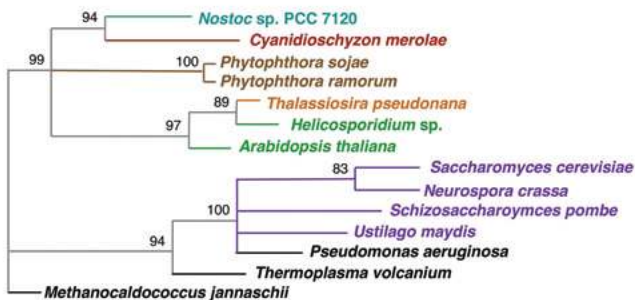 94
Nostoc sp. PCC 7120
Cyanidioschyzon merolae
99
100
Phytophthora sojae
Phytophthora ramorum
89
Thalassiosira pseudonana
Helicosporidium sp.
97
Arabidopsis thaliana
83
Saccharomyces cerevisiae
Neurospora crassa
100
Schizosaccharoymces pombe
Ustilago maydis
Pseudomonas aeruginosa
94
Thermoplasma volcanium
Methanocaldococcus jannaschii